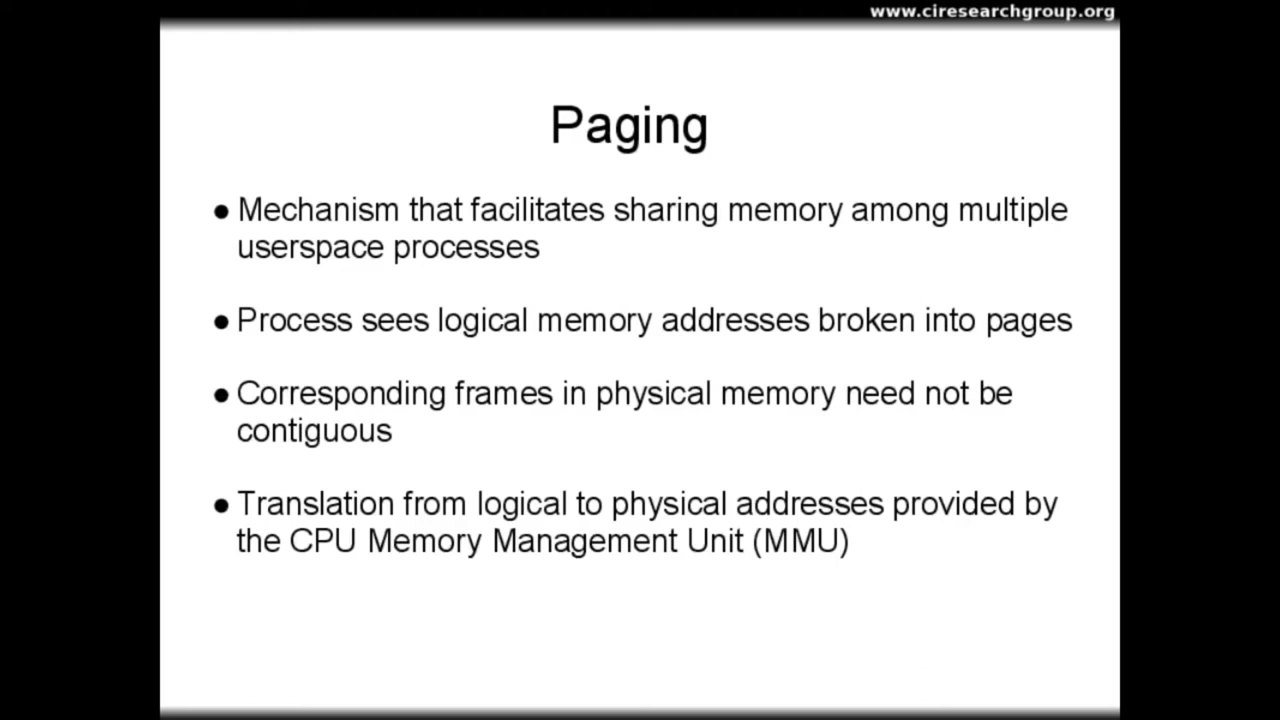 www.ciresearchgroup.org
Paging
● Mechanism that facilitates sharing memory among multiple
userspace processes
● Process sees logical memory addresses broken into pages
● Corresponding frames in physical memory need not be
contiguous
● Translation from logical to physical addresses provided by
the CPU Memory Management Unit (MMU)